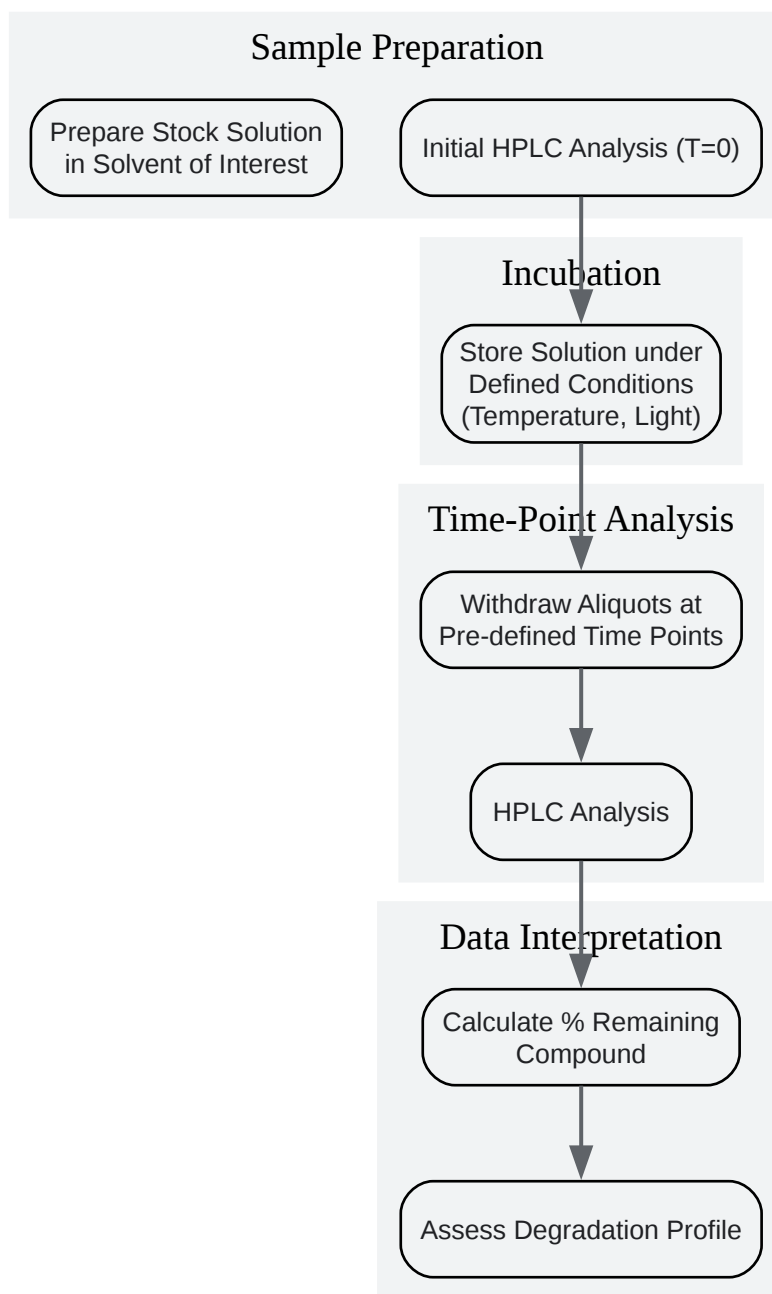 Sample Preparation
Prepare Stock Solution
in Solvent of Interest
Initial HPLC Analysis (T=0)
Incubation
Store Solution under
Defined Conditions
(Temperature, Light)
Time-Point Analysis
Withdraw Aliquots at
Pre-defined Time Points
HPLC Analysis
Data Interpretation
Calculate % Remaining
Compound
Assess Degradation Profile